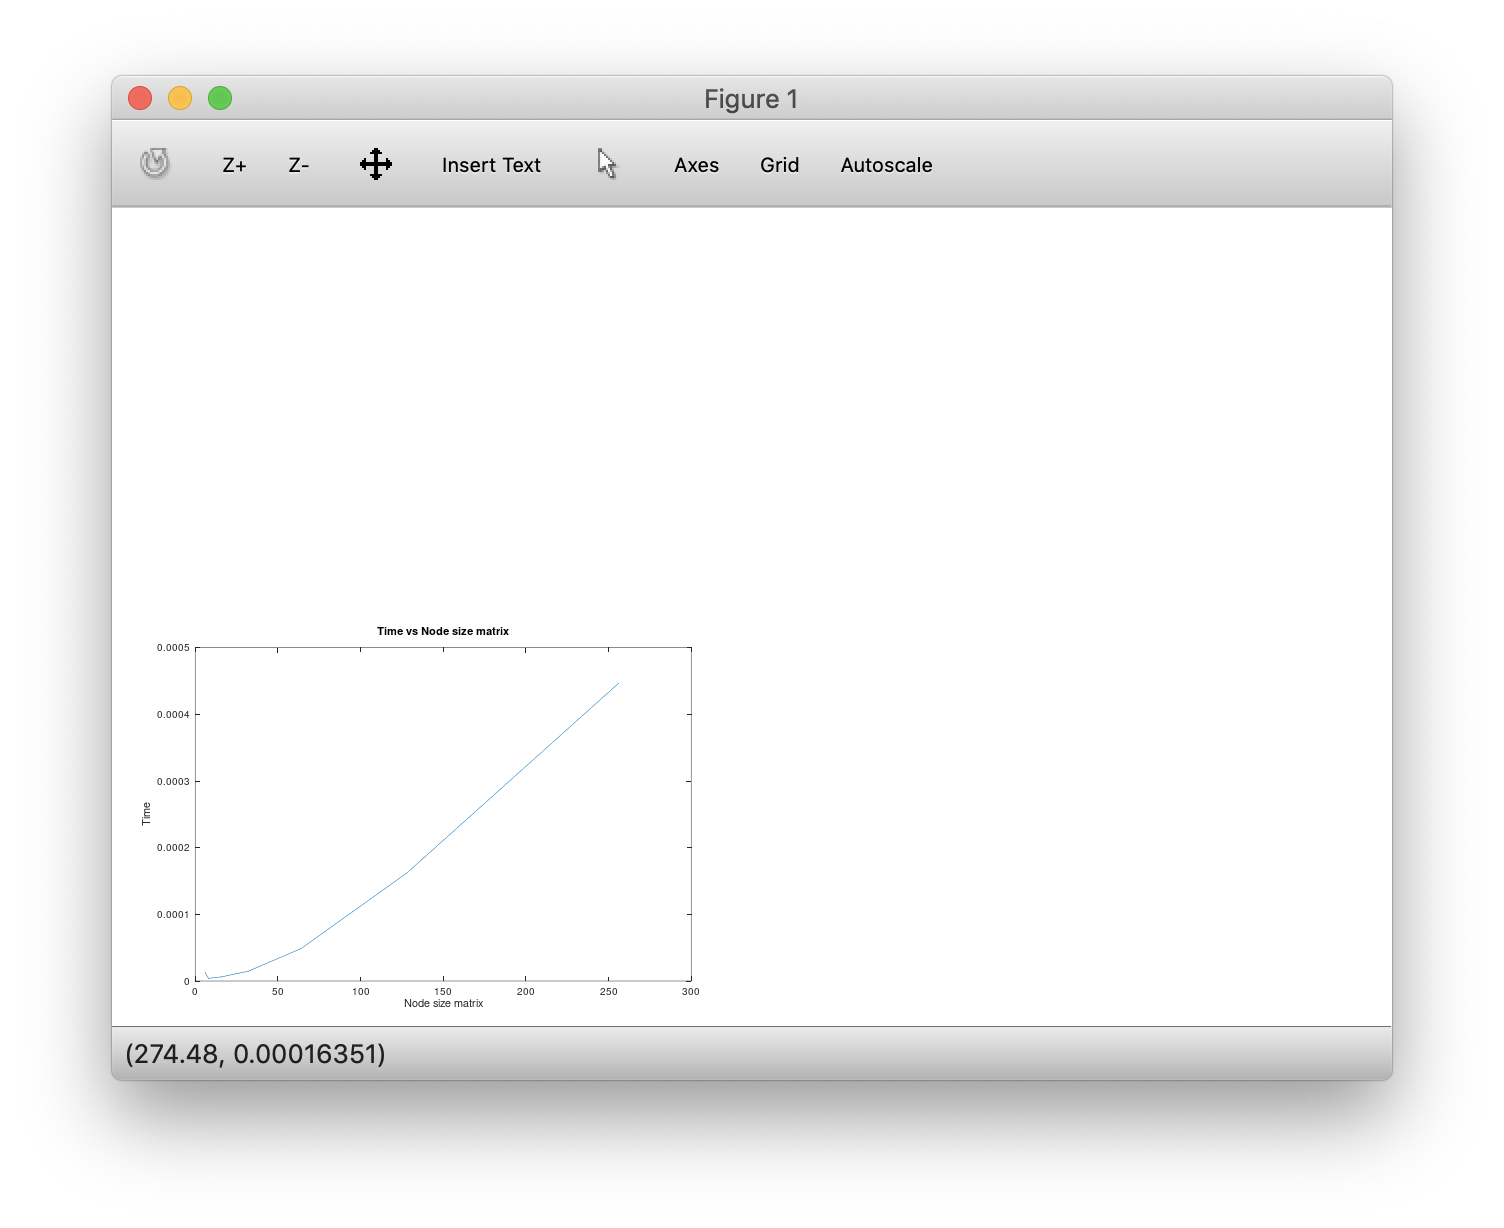 Figure 1
Z+ Z- Insert Text Axes Grid Autoscale
Time vs Node size matrix
0.0005
0.0004
0.0003
0.0002
0.0001
0
Time
0 50 100 150 200 250 300
Node size matrix
(274.48, 0.00016351)